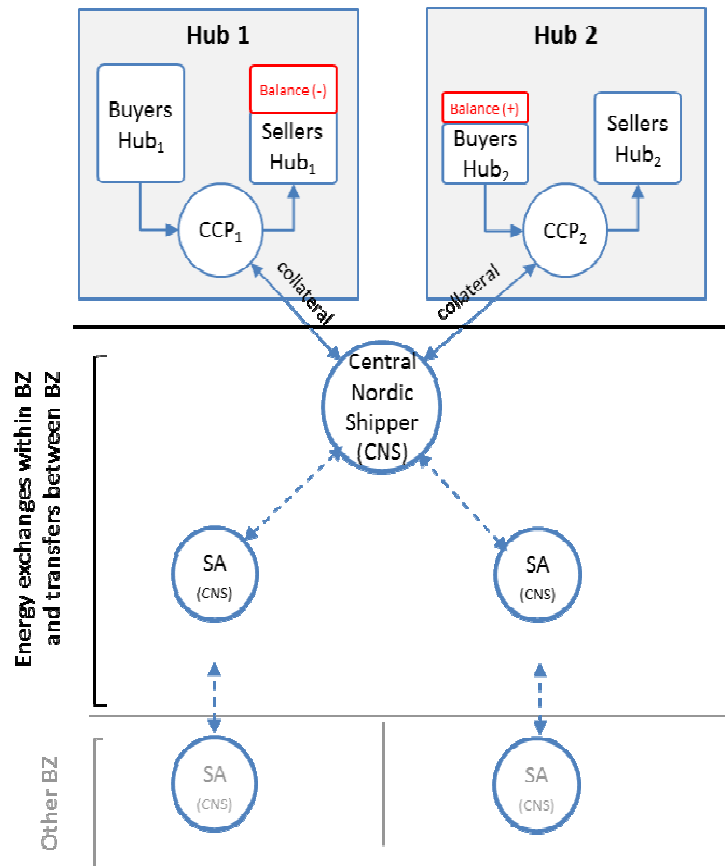 Hub 1
Hub 2
Buyers
Hub1
Balance (-)
Sellers
Hub1
Balance (+)
Buyers
Hub2
Sellers
Hub2
CCP1
CCP2
collateral
collateral
Central
Nordic
Shipper
(CNS)
Energy exchanges within BZ
and transfers between BZ
SA
(CNS)
SA
(CNS)
Other BZ
SA
(CNS)
SA
(CNS)